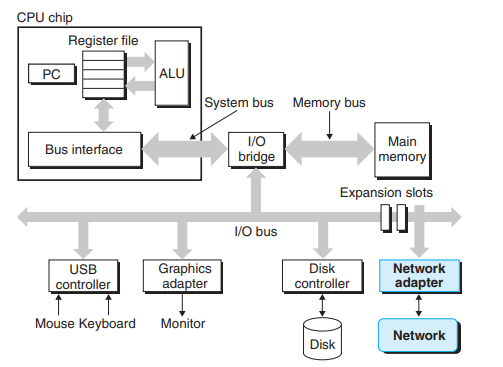 CPU chip
Register file
PC
ALU
System bus
Memory bus
Bus interface
I/O
bridge
Main
memory
Expansion slots
I/O bus
USB
controller
Graphics
adapter
Disk
controller
Network
adapter
Mouse Keyboard
Monitor
Disk
Network